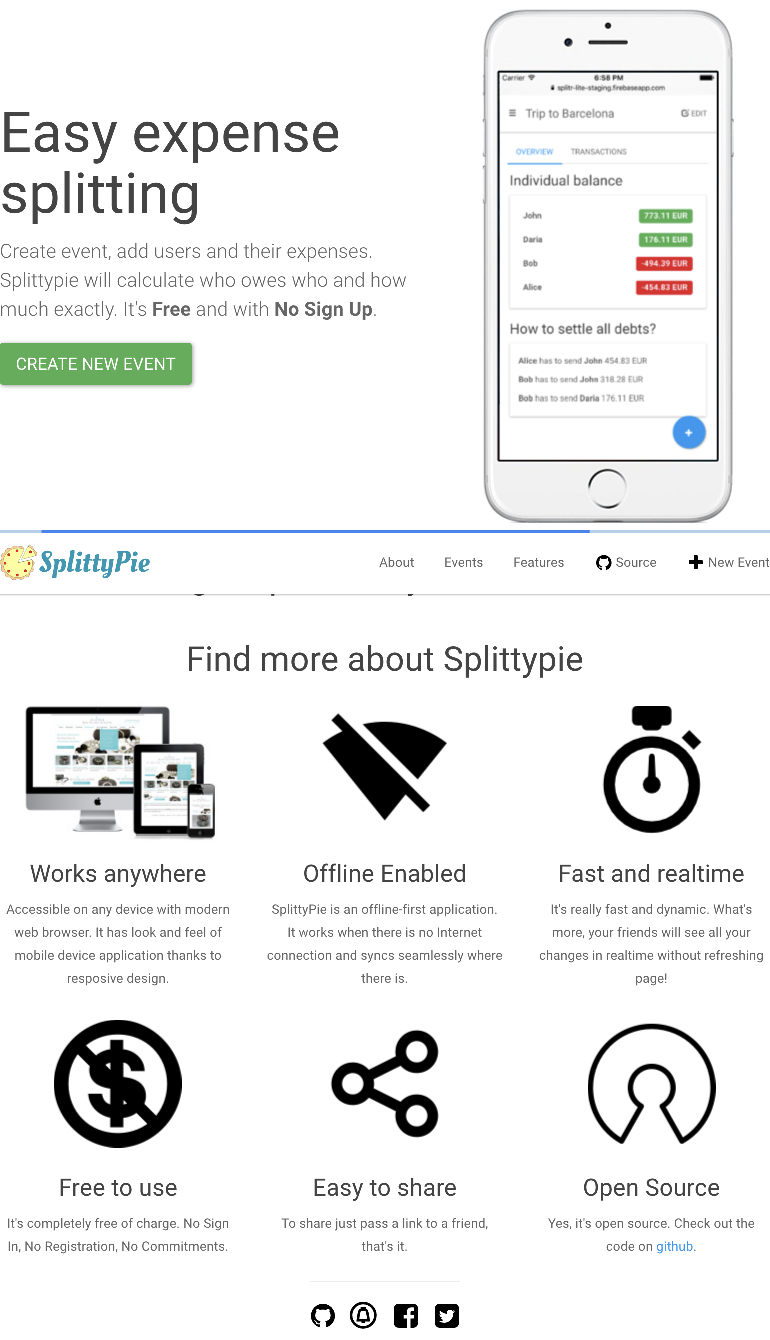 Easy expense
splitting
Create event, add users and their expenses.
Splittypie will calculate who owes who and how
much exactly. It's Free and with No Sign Up.
CREATE NEW EVENT
Carrier 6:58 PM
splitr-lite-staging.firebaseapp.com
Trip to Barcelona EDIT
OVERVIEW TRANSACTIONS
Individual balance
John 773.11 EUR
Daria 176.11 EUR
Bob -494.39 EUR
Alice -454.83 EUR
How to settle all debts?
Alice has to send John 454.83 EUR
Bob has to send John 318.28 EUR
Bob has to send Daria 176.11 EUR
SplittyPie About Events Features Source New Event
Find more about Splittypie
Works anywhere
Accessible on any device with modern
web browser. It has look and feel of
mobile device application thanks to
resposive design.
Offline Enabled
SplittyPie is an offline-first application.
It works when there is no Internet
connection and syncs seamlessly where
there is.
Fast and realtime
It's really fast and dynamic. What's
more, your friends will see all your
changes in realtime without refreshing
page!
Free to use
It's completely free of charge. No Sign
In, No Registration, No Commitments.
Easy to share
To share just pass a link to a friend,
that's it.
Open Source
Yes, it's open source. Check out the
code on github.